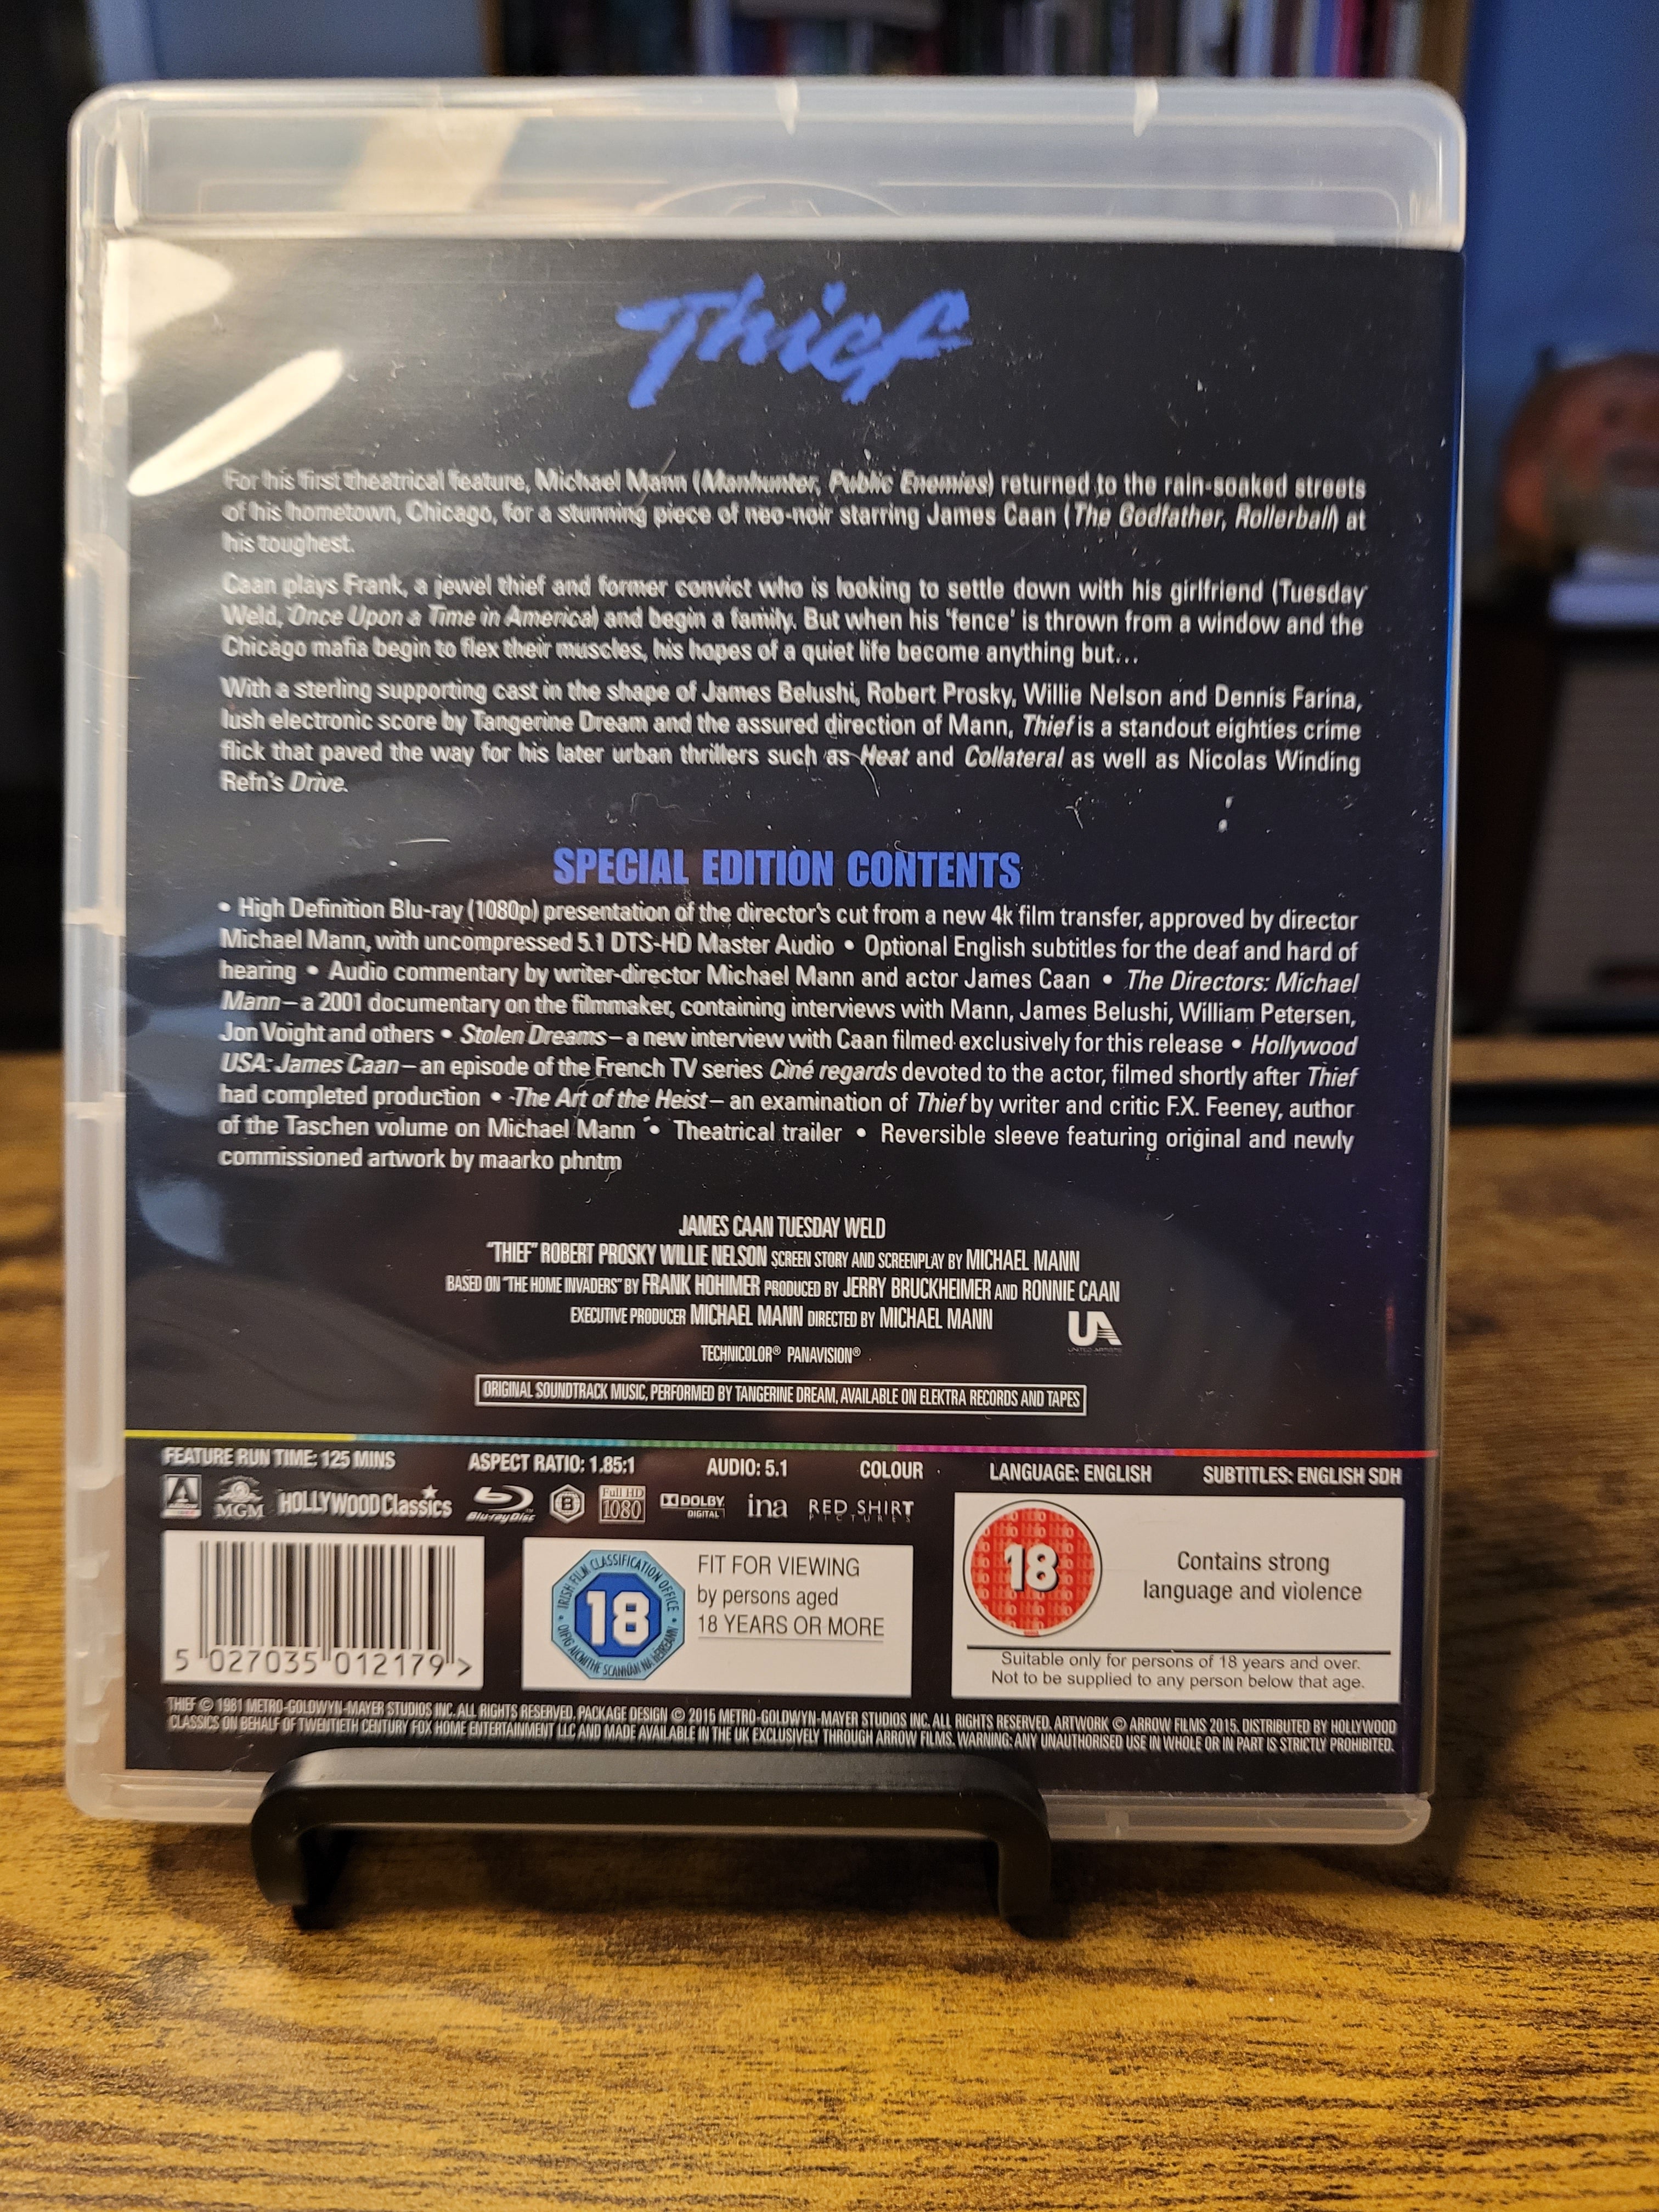 Thief
For his first theatrical feature, Michael Mann (Manhunter, Public Enemies) returned to the rain-soaked streets
of his hometown, Chicago, for a stunning piece of neo-noir starring James Caan (The Godfather, Rollerball) at
his toughest.
Caan plays Frank, a jewel thief and former convict who is looking to settle down with his girlfriend (Tuesday
Weld, Once Upon a Time in America) and begin a family. But when his 'fence' is thrown from a window and the
Chicago mafia begin to flex their muscles, his hopes of a quiet life become anything but...
With a sterling supporting cast in the shape of James Belushi, Robert Prosky, Willie Nelson and Dennis Farina,
lush electronic score by Tangerine Dream and the assured direction of Mann, Thief is a standout eighties crime
flick that paved the way for his later urban thrillers such as Heat and Collateral as well as Nicolas Winding
Refn's Drive.
SPECIAL EDITION CONTENTS
• High Definition Blu-ray (1080p) presentation of the director's cut from a new 4k film transfer, approved by director
Michael Mann, with uncompressed 5.1 DTS-HD Master Audio • Optional English subtitles for the deaf and hard of
hearing • Audio commentary by writer-director Michael Mann and actor James Caan • The Directors: Michael
Mann – a 2001 documentary on the filmmaker, containing interviews with Mann, James Belushi, William Petersen,
Jon Voight and others • Stolen Dreams – a new interview with Caan filmed exclusively for this release • Hollywood
USA: James Caan – an episode of the French TV series Ciné regards devoted to the actor, filmed shortly after Thief
had completed production • The Art of the Heist – an examination of Thief by writer and critic F.X. Feeney, author
of the Taschen volume on Michael Mann • Theatrical trailer • Reversible sleeve featuring original and newly
commissioned artwork by maarko phntm
JAMES CAAN TUESDAY WELD
"THIEF" ROBERT PROSKY WILLIE NELSON SCREEN STORY AND SCREENPLAY BY MICHAEL MANN
BASED ON "THE HOME INVADERS" BY FRANK HOHIMER PRODUCED BY JERRY BRUCKHEIMER AND RONNIE CAAN
EXECUTIVE PRODUCER MICHAEL MANN DIRECTED BY MICHAEL MANN
UA
UNITED ARTISTS
TECHNICOLOR® PANAVISION®
ORIGINAL SOUNDTRACK MUSIC, PERFORMED BY TANGERINE DREAM, AVAILABLE ON ELEKTRA RECORDS AND TAPES
FEATURE RUN TIME: 125 MINS ASPECT RATIO: 1.85:1 AUDIO: 5.1 COLOUR LANGUAGE: ENGLISH SUBTITLES: ENGLISH SDH
MGM HOLLYWOOD Classics Blu-ray Disc B Full HD 1080 DOLBY DIGITAL ina RED SHIRT PICTURES
5 027035 012179 >
IRISH FILM CLASSIFICATION OFFICE • OIFIG AICMITHE SCANNÁN NA hÉIREANN
18
FIT FOR VIEWING
by persons aged
18 YEARS OR MORE
18
Contains strong
language and violence
Suitable only for persons of 18 years and over.
Not to be supplied to any person below that age.
THIEF © 1981 METRO-GOLDWYN-MAYER STUDIOS INC. ALL RIGHTS RESERVED. PACKAGE DESIGN © 2015 METRO-GOLDWYN-MAYER STUDIOS INC. ALL RIGHTS RESERVED. ARTWORK © ARROW FILMS 2015. DISTRIBUTED BY HOLLYWOOD
CLASSICS ON BEHALF OF TWENTIETH CENTURY FOX HOME ENTERTAINMENT LLC AND MADE AVAILABLE IN THE UK EXCLUSIVELY THROUGH ARROW FILMS. WARNING: ANY UNAUTHORISED USE IN WHOLE OR IN PART IS STRICTLY PROHIBITED.